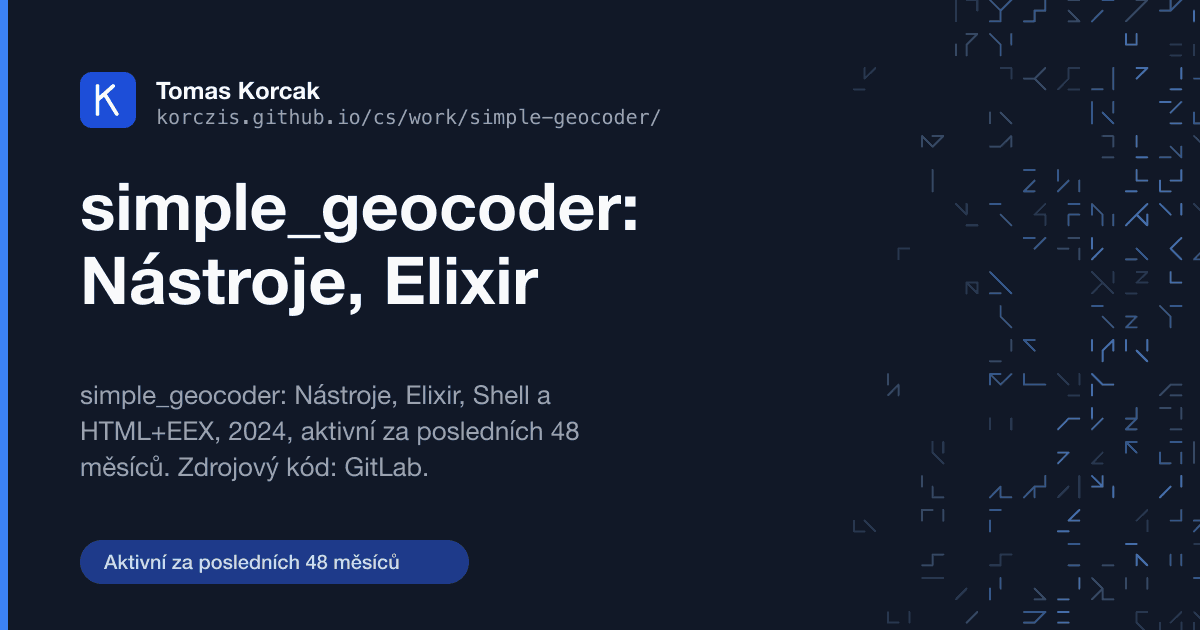 K
Tomas Korcak
korczis.github.io/cs/work/simple-geocoder/
simple_geocoder:
Nástroje, Elixir
simple_geocoder: Nástroje, Elixir, Shell a
HTML+EEX, 2024, aktivní za posledních 48
měsíců. Zdrojový kód: GitLab.
Aktivní za posledních 48 měsíců